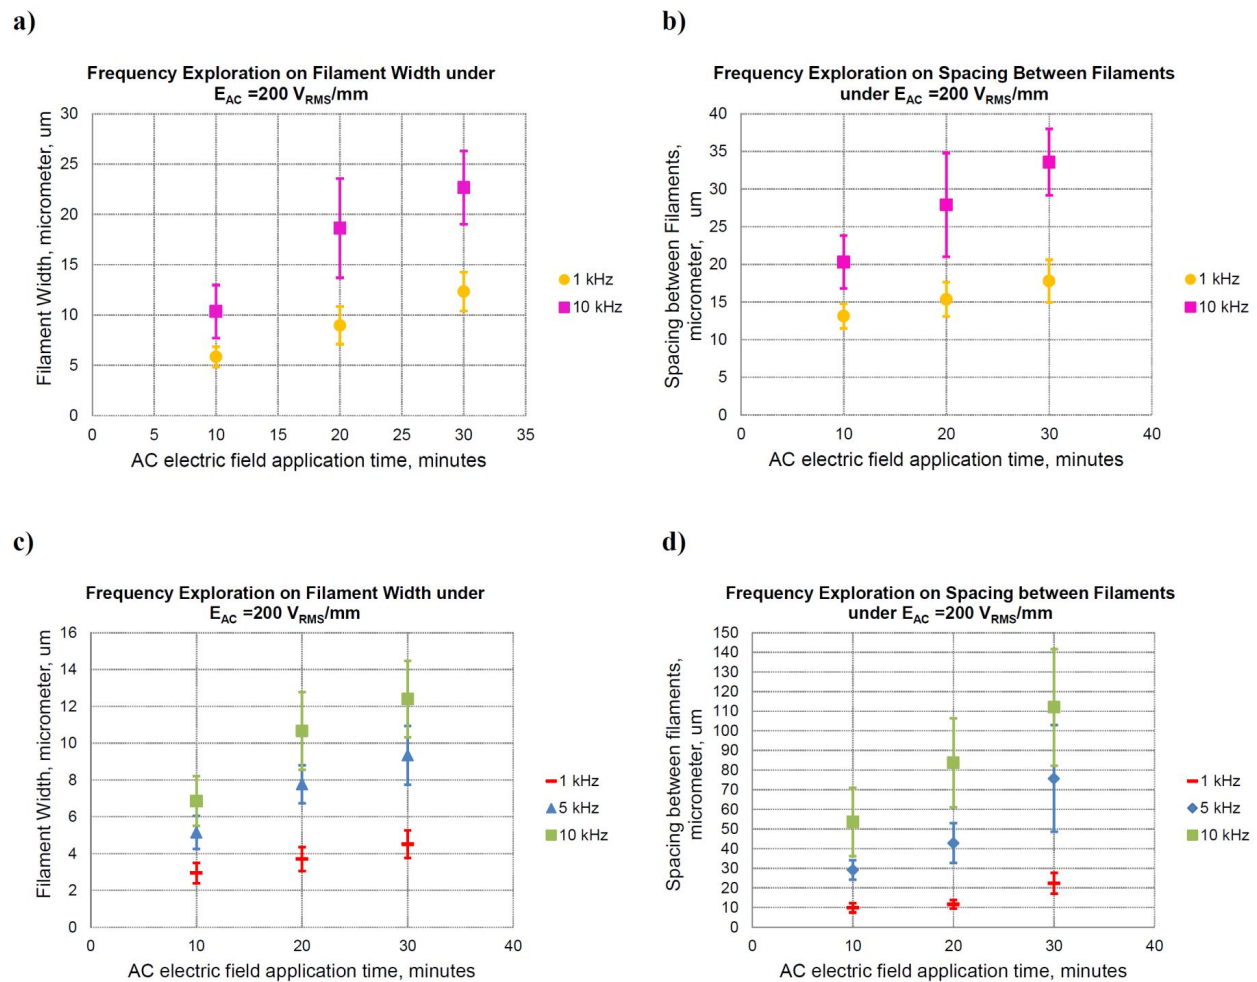 a)
Frequency Exploration on Filament Width under
E_AC =200 V_RMS/mm
Filament Width, micrometer, um
30
25
20
15
10
5
0
0 5 10 15 20 25 30 35
AC electric field application time, minutes
1 kHz
10 kHz
b)
Frequency Exploration on Spacing Between Filaments
under E_AC =200 V_RMS/mm
Spacing between Filaments,
micrometer, um
40
35
30
25
20
15
10
5
0
0 10 20 30 40
AC electric field application time, minutes
1 kHz
10 kHz
c)
Frequency Exploration on Filament Width under
E_AC =200 V_RMS/mm
Filament Width, micrometer, um
16
14
12
10
8
6
4
2
0
0 10 20 30 40
AC electric field application time, minutes
1 kHz
5 kHz
10 kHz
d)
Frequency Exploration on Spacing between Filaments
under E_AC =200 V_RMS/mm
Spacing between filaments,
micrometer, um
150
140
130
120
110
100
90
80
70
60
50
40
30
20
10
0
0 10 20 30 40
AC electric field application time, minutes
1 kHz
5 kHz
10 kHz